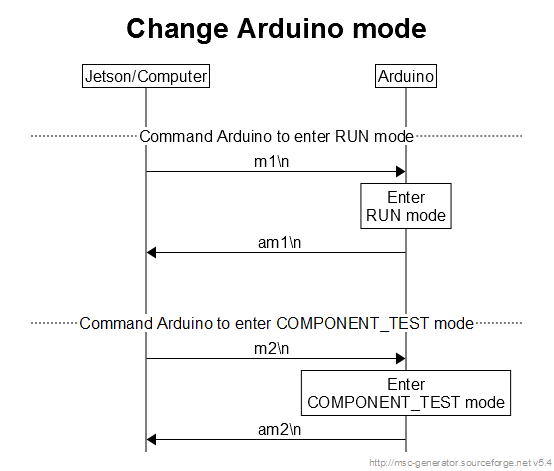 Change Arduino mode
Jetson/Computer
Arduino
Command Arduino to enter RUN mode
m1\n
Enter
RUN mode
am1\n
Command Arduino to enter COMPONENT_TEST mode
m2\n
Enter
COMPONENT_TEST mode
am2\n
http://msc-generator.sourceforge.net v5.4